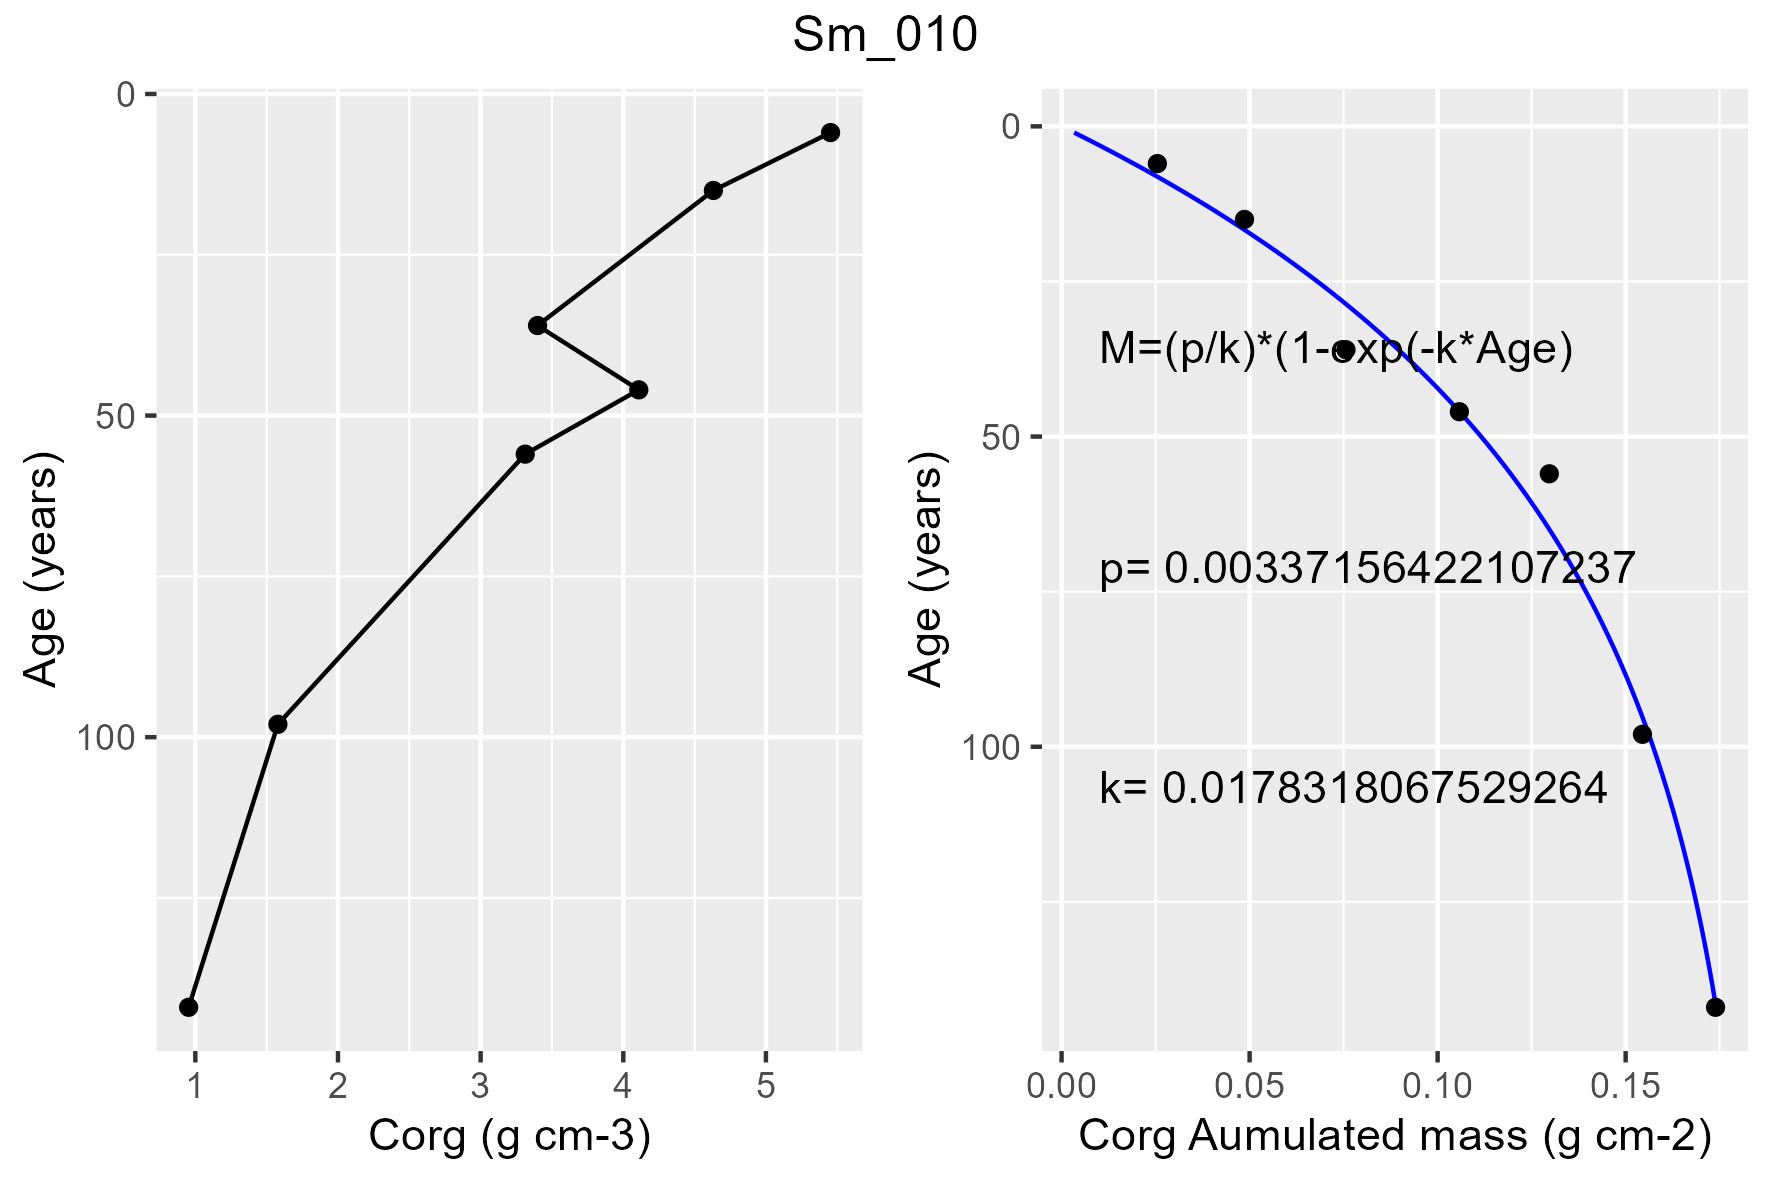 Sm_010
0
50
100
Age (years)
1 2 3 4 5
Corg (g cm-3)
0
50
100
Age (years)
M=(p/k)*(1-exp(-k*Age)
p= 0.00337156422107237
k= 0.0178318067529264
0.00 0.05 0.10 0.15
Corg Aumulated mass (g cm-2)